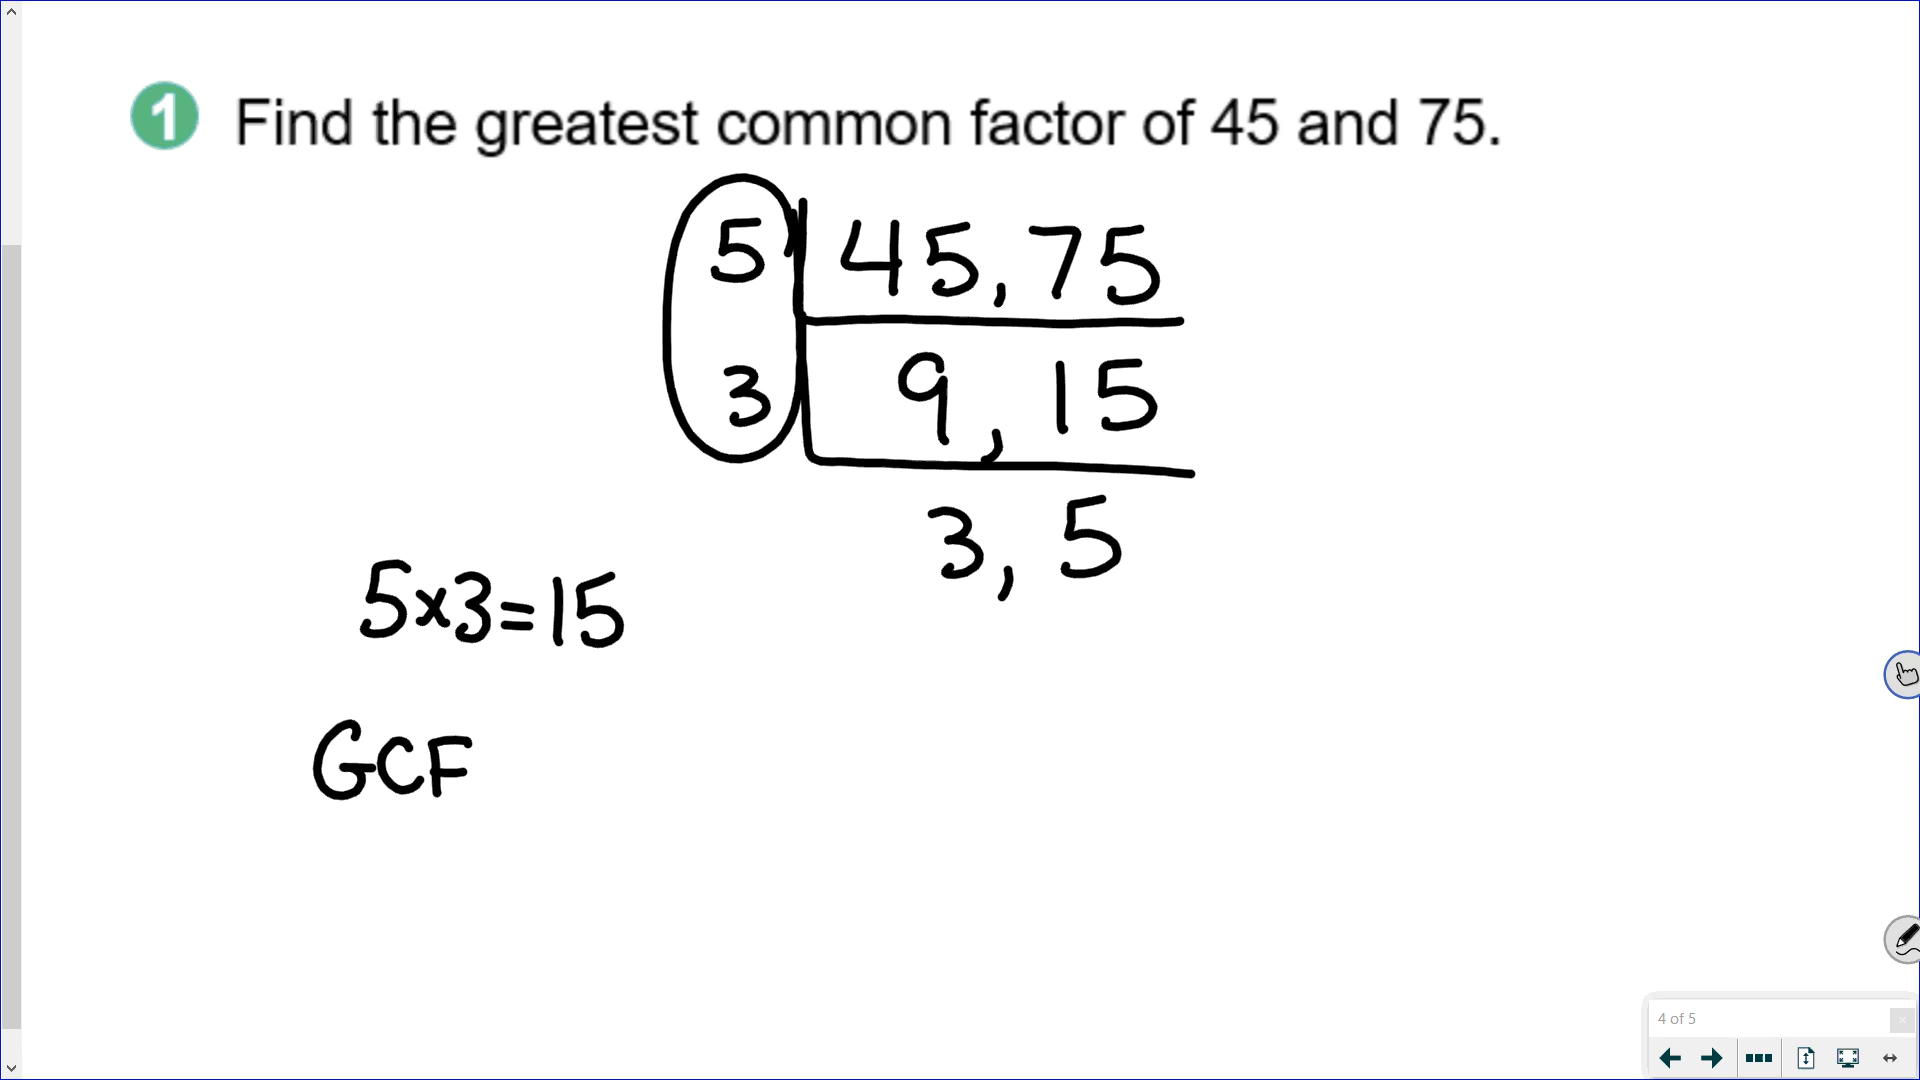 1 Find the greatest common factor of 45 and 75.
5 45, 75
3 9, 15
3, 5
5x3=15
GCF
4 of 5